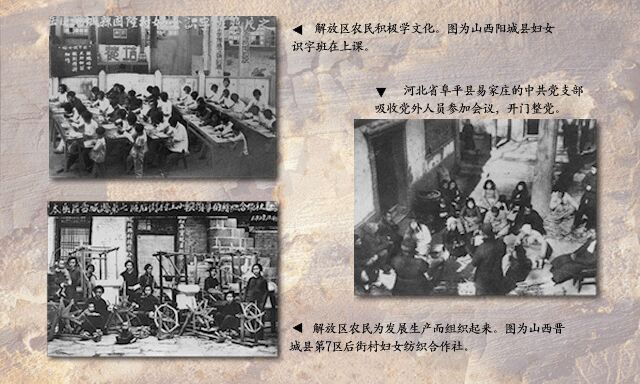 解放区农民积极学文化。图为山西阳城县妇女
识字班在上课。
河北省阜平县易家庄的中共党支部
吸收党外人员参加会议，开门整党。
解放区农民为发展生产而组织起来。图为山西晋
城县第7区后街村妇女纺织合作社。